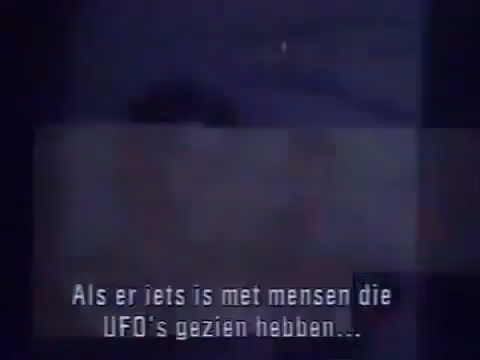 Als er iets is met mensen die
UFO's gezien hebben...